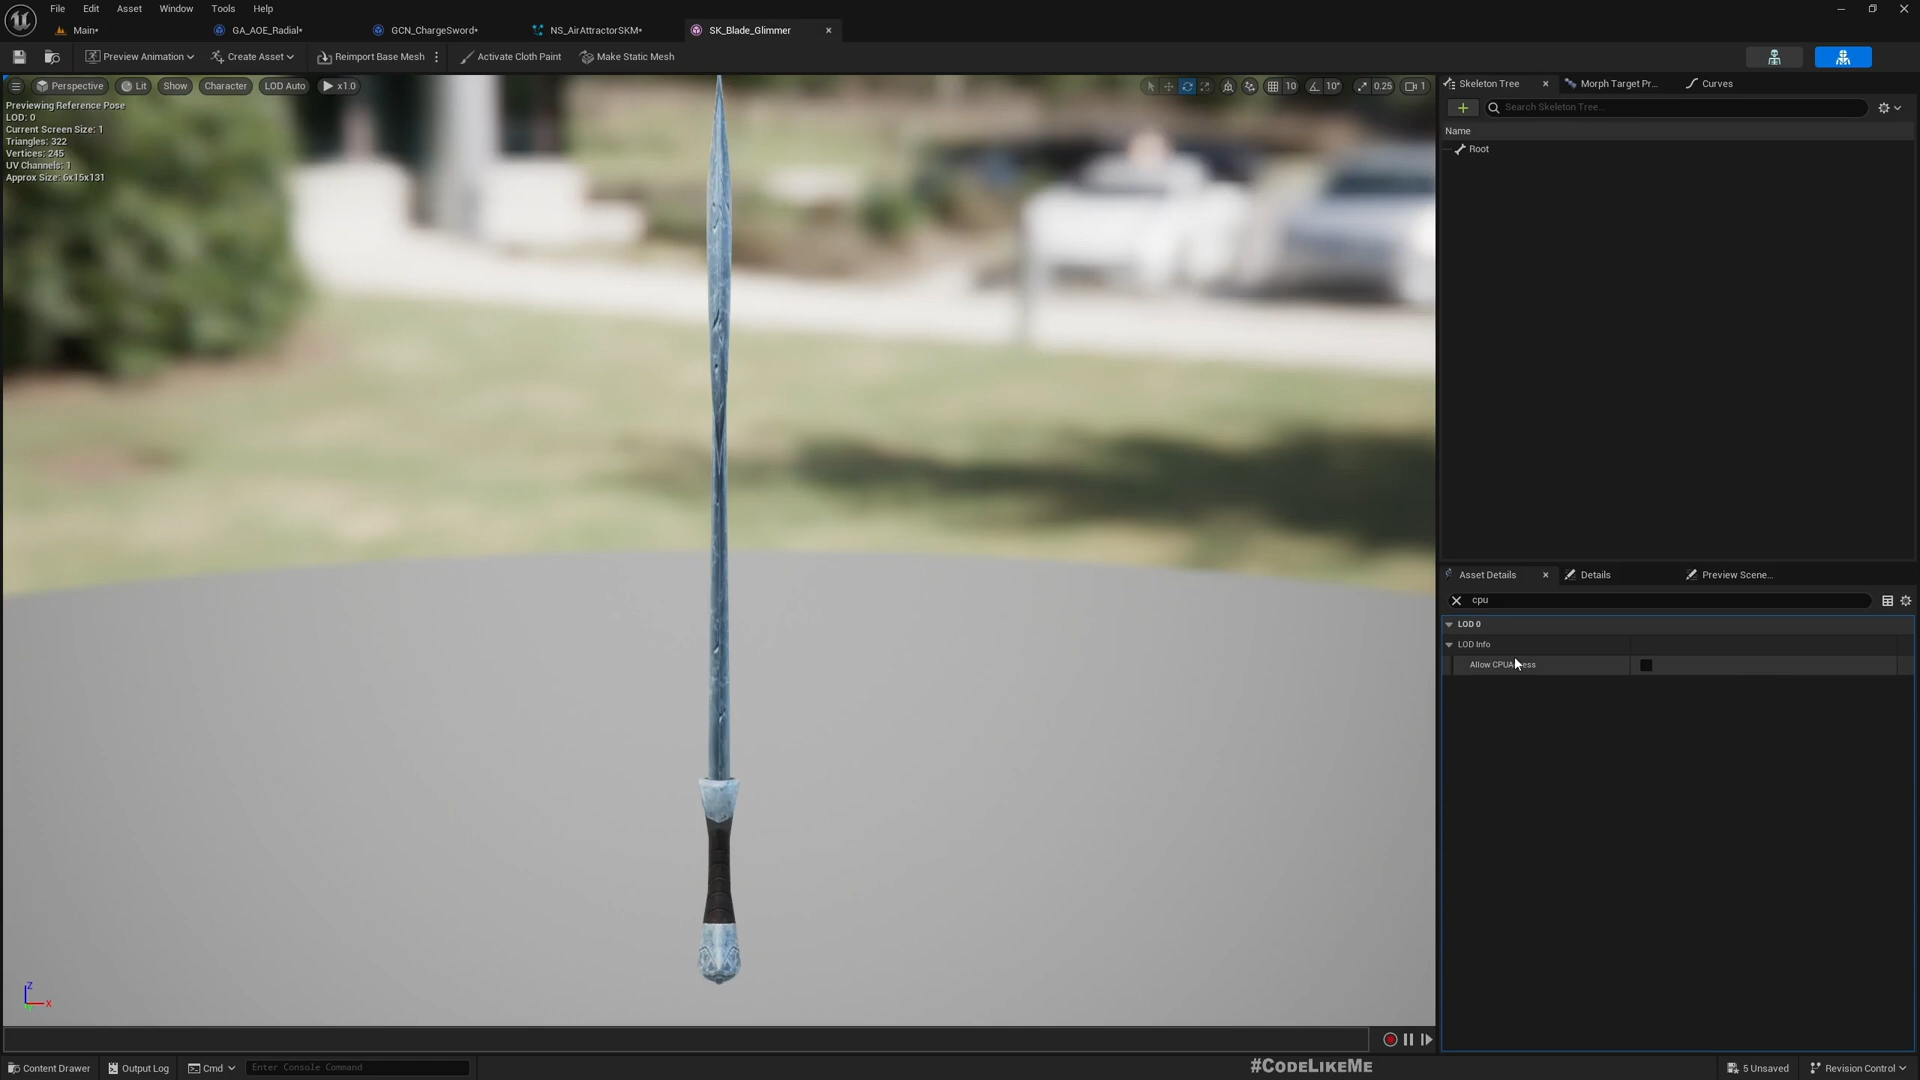 File Edit Asset Window Tools Help
Main* GA_AOE_Radial* GCN_ChargeSword* NS_AirAttractorSKM* SK_Blade_Glimmer
Preview Animation Create Asset Reimport Base Mesh Activate Cloth Paint Make Static Mesh
Perspective Lit Show Character LOD Auto x1.0 10 10° 0.25 1
Previewing Reference Pose
LOD: 0
Current Screen Size: 1
Triangles: 322
Vertices: 245
UV Channels: 1
Approx Size: 6x15x131
Z
X
Skeleton Tree Morph Target Pr... Curves
Search Skeleton Tree...
Name
Root
Asset Details Details Preview Scene...
cpu
LOD 0
LOD Info
Content Drawer Output Log Cmd Enter Console Command #CODELIKEME 5 Unsaved Revision Control